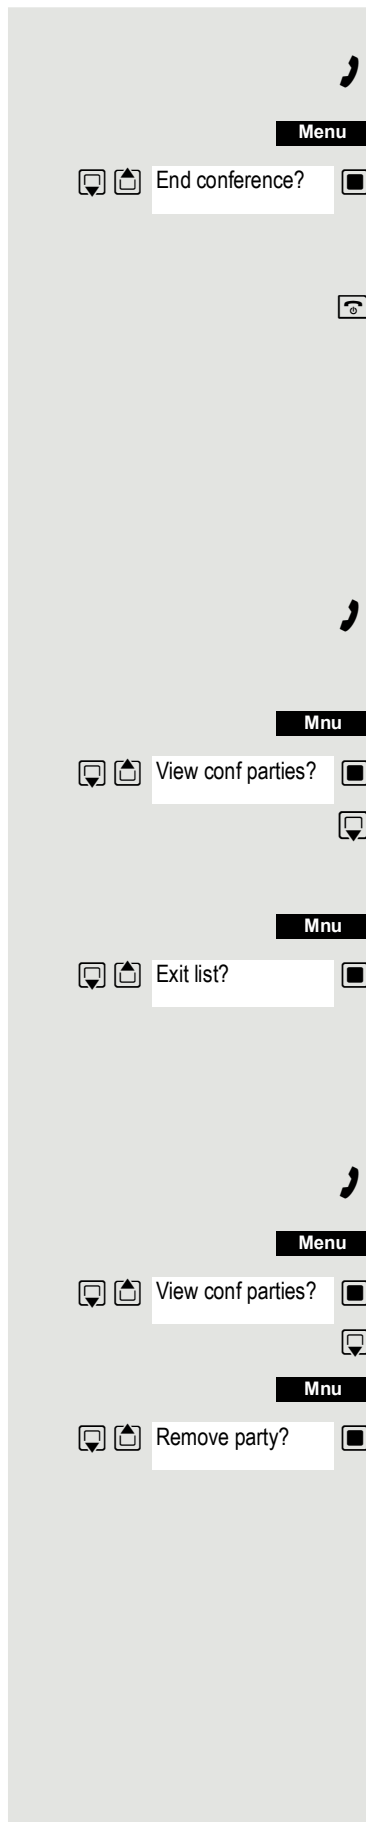 Menu
End conference?
Mnu
View conf parties?
Mnu
Exit list?
Menu
View conf parties?
Mnu
Remove party?